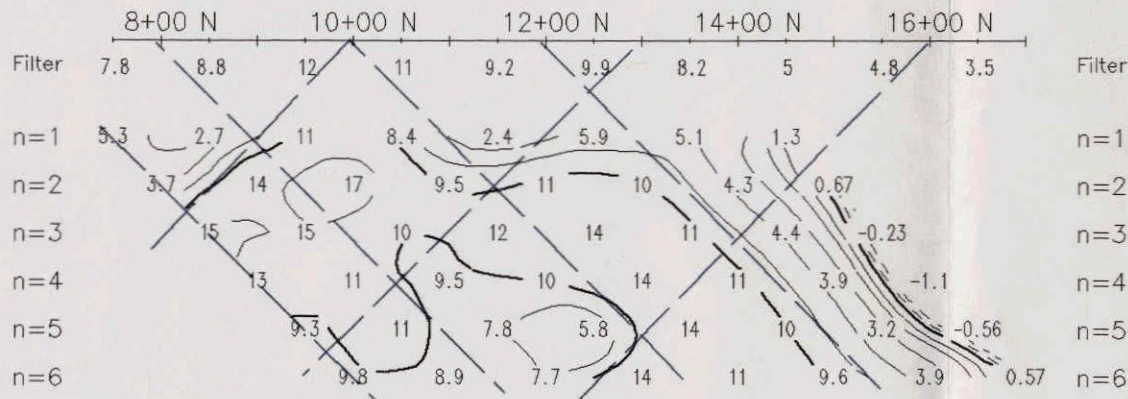 8+00 N 10+00 N 12+00 N 14+00 N 16+00 N
Filter 7.8 8.8 12 11 9.2 9.9 8.2 5 4.8 3.5 Filter
n=1 5.3 2.7 11 8.4 2.4 5.9 5.1 1.3 n=1
n=2 3.7 14 17 9.5 11 10 4.3 0.67 n=2
n=3 15 15 10 12 14 11 4.4 -0.23 n=3
n=4 13 11 9.5 10 14 11 3.9 -1.1 n=4
n=5 9.3 11 7.8 5.8 14 10 3.2 -0.56 n=5
n=6 9.8 8.9 7.7 14 11 9.6 3.9 0.57 n=6